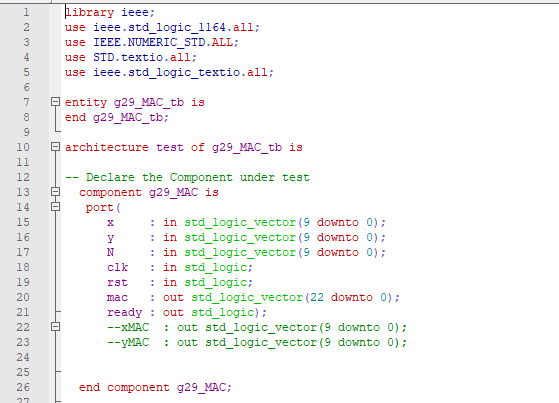 1 library ieee;
2 use ieee.std_logic_1164.all;
3 use IEEE.NUMERIC_STD.ALL;
4 use STD.textio.all;
5 use ieee.std_logic_textio.all;
6
7 entity g29_MAC_tb is
8 end g29_MAC_tb;
9
10 architecture test of g29_MAC_tb is
11
12 -- Declare the Component under test
13 component g29_MAC is
14 port(
15 x : in std_logic_vector(9 downto 0);
16 y : in std_logic_vector(9 downto 0);
17 N : in std_logic_vector(9 downto 0);
18 clk : in std_logic;
19 rst : in std_logic;
20 mac : out std_logic_vector(22 downto 0);
21 ready : out std_logic);
22 --xMAC : out std_logic_vector(9 downto 0);
23 --yMAC : out std_logic_vector(9 downto 0);
24
25
26 end component g29_MAC;
27